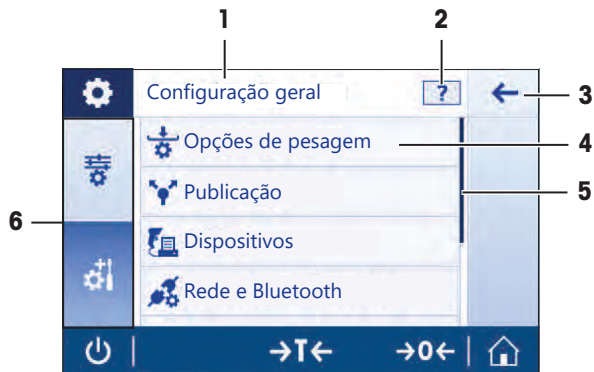 1
2
Configuração geral
?
3
Opções de pesagem
4
Publicação
5
6
Dispositivos
Rede e Bluetooth
→T←
→0←